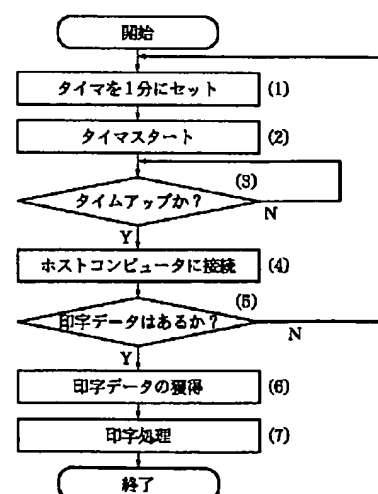 開始
タイマを1分にセット (1)
タイマスタート (2)
(3)
タイムアップか?
N
Y
ホストコンピュータに接続 (4)
(5)
印字データはあるか?
N
Y
印字データの獲得 (6)
印字処理 (7)
終了